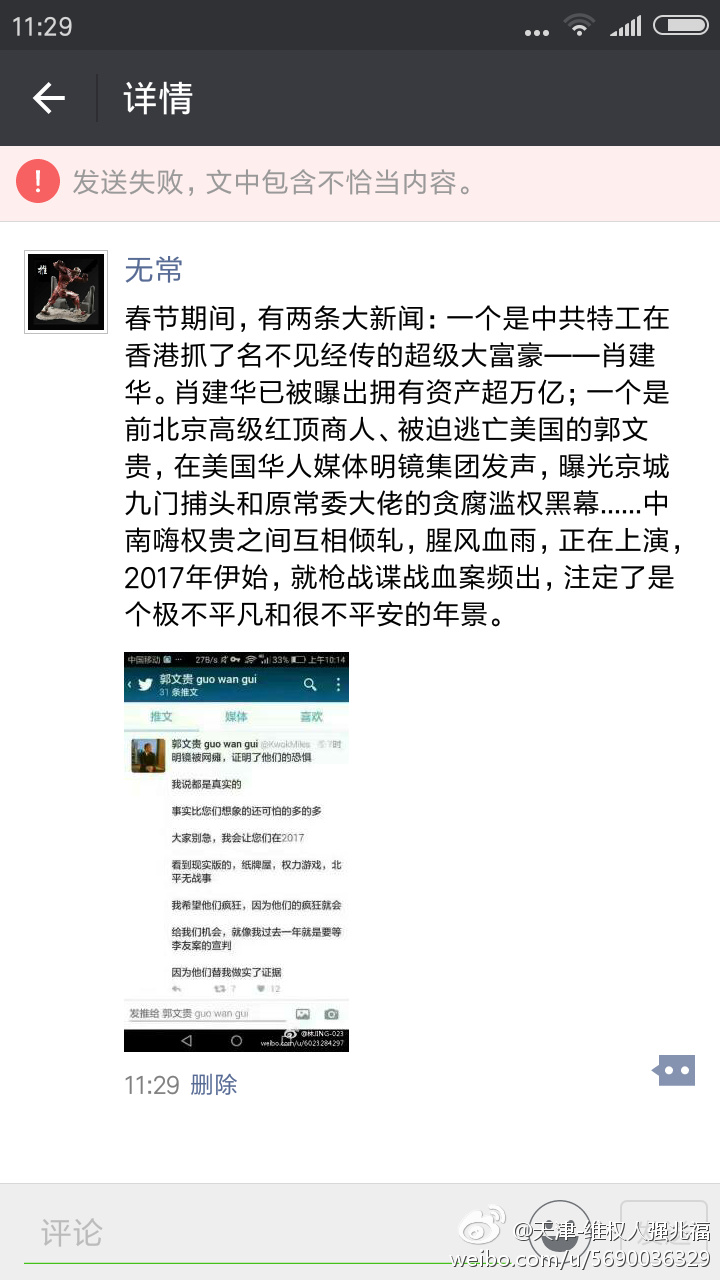 11:29
详情
发送失败，文中包含不恰当内容。
推
无常
春节期间，有两条大新闻：一个是中共特工在
香港抓了名不见经传的超级大富豪——肖建
华。肖建华已被曝出拥有资产超万亿；一个是
前北京高级红顶商人、被迫逃亡美国的郭文
贵，在美国华人媒体明镜集团发声，曝光京城
九门捕头和原常委大佬的贪腐滥权黑幕......中
南嗨权贵之间互相倾轧，腥风血雨，正在上演，
2017年伊始，就枪战谍战血案频出，注定了是
个极不平凡和很不平安的年景。
中国移动 278/s 33% 上午10:14
郭文贵 guo wan gui
31 条推文
推文 媒体 喜欢
郭文贵 guo wan gui @KwokMiles 7时
明镜被网瘫，证明了他们的恐惧
我说都是真实的
事实比您们想象的还可怕的多的多
大家别急，我会让您们在2017
看到现实版的，纸牌屋，权力游戏，北
平无战事
我希望他们疯狂，因为他们的疯狂就会
给我们机会，就像我过去一年就是要等
李友案的宣判
因为他们替我做实了证据
7 12
发推给 郭文贵 guo wan gui
@林JING-023
weibo.com/u/6023284297
11:29 删除
评论
@天津-维权人强兆福
weibo.com/u/5690036329